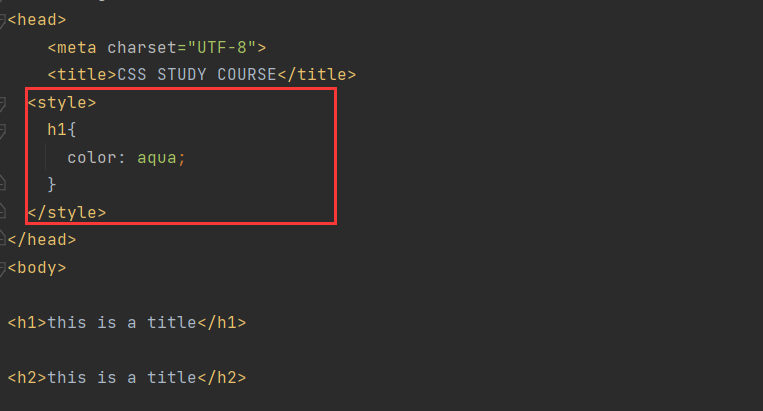 <head>
<meta charset="UTF-8">
<title>CSS STUDY COURSE</title>
<style>
h1{
color: aqua;
}
</style>
</head>
<body>
<h1>this is a title</h1>
<h2>this is a title</h2>